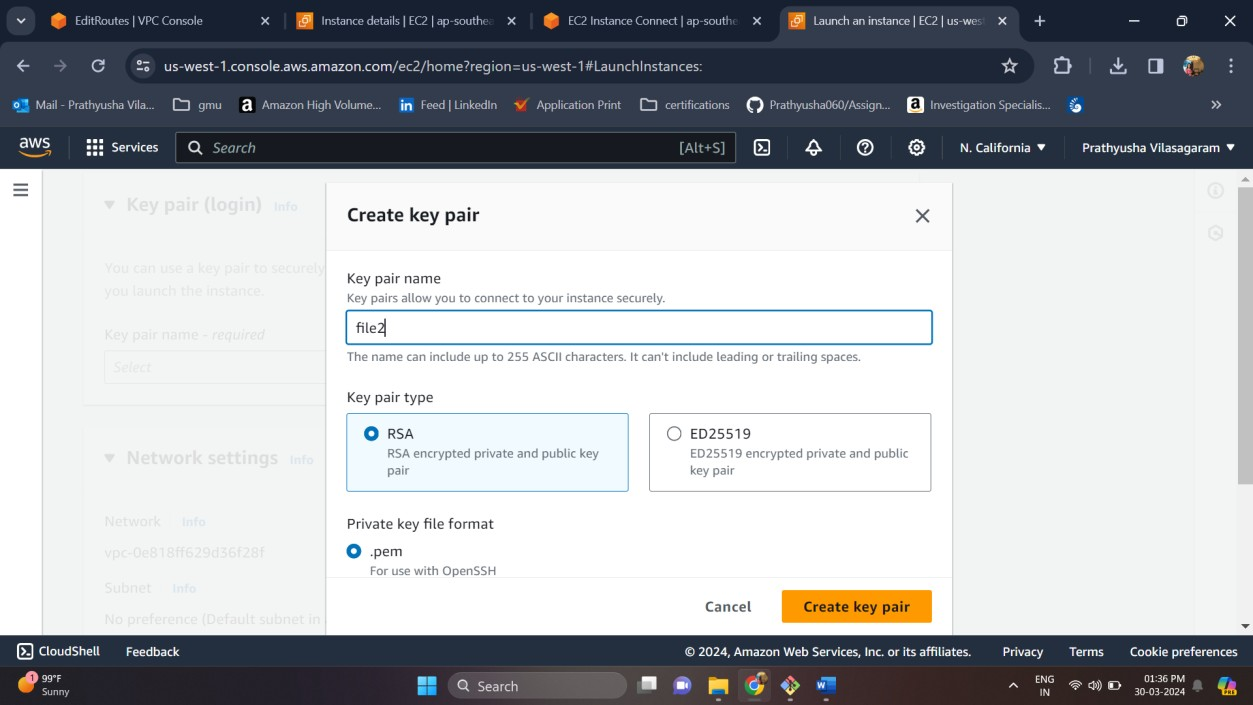 EditRoutes | VPC Console
Instance details | EC2 | ap-southea
EC2 Instance Connect | ap-southe
Launch an instance | EC2 | us-west
us-west-1.console.aws.amazon.com/ec2/home?region=us-west-1#LaunchInstances:
Mail - Prathyusha Vila...
gmu
Amazon High Volume...
Feed | LinkedIn
Application Print
certifications
Prathyusha060/Assign...
Investigation Specialis...
aws
Services
Search
[Alt+S]
N. California
Prathyusha Vilasagaram
Key pair (login) Info
You can use a key pair to securely
you launch the instance.
Key pair name - required
Select
Network settings Info
Network Info
vpc-0e818ff629d36f28f
Subnet Info
No preference (Default subnet in
Create key pair
Key pair name
Key pairs allow you to connect to your instance securely.
file2
The name can include up to 255 ASCII characters. It can't include leading or trailing spaces.
Key pair type
RSA
RSA encrypted private and public key
pair
ED25519
ED25519 encrypted private and public
key pair
Private key file format
.pem
For use with OpenSSH
Cancel
Create key pair
CloudShell
Feedback
© 2024, Amazon Web Services, Inc. or its affiliates.
Privacy
Terms
Cookie preferences
1
99°F
Sunny
Search
ENG
IN
01:36 PM
30-03-2024